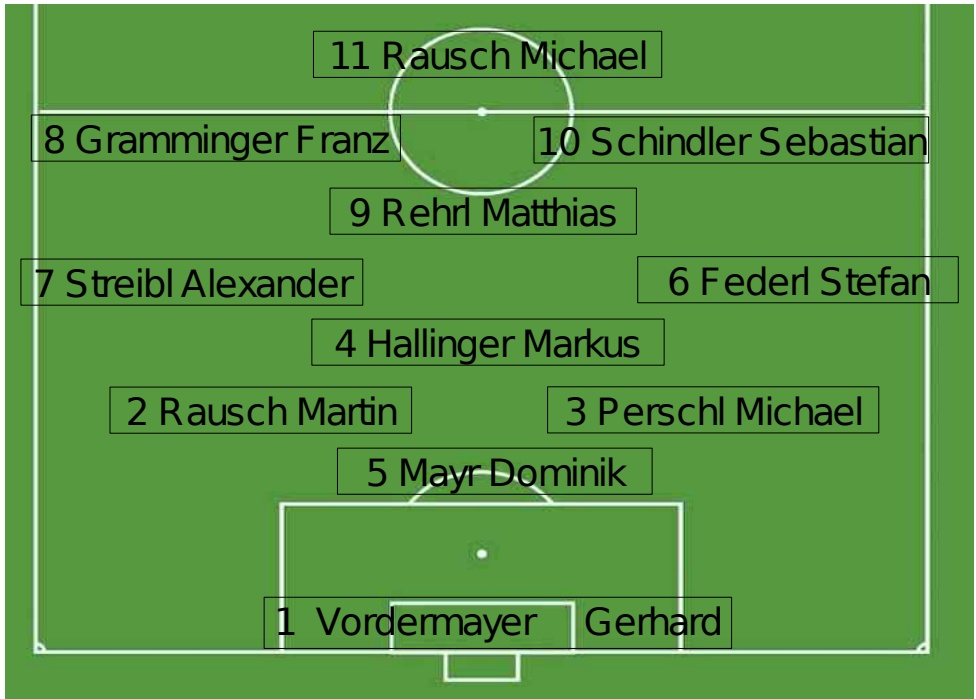 11 Rausch Michael
8 Gramminger Franz
10 Schindler Sebastian
9 Rehrl Matthias
7 Streibl Alexander
6 Federl Stefan
4 Hallinger Markus
2 Rausch Martin
3 Perschl Michael
5 Mayr Dominik
1 Vordermayer Gerhard